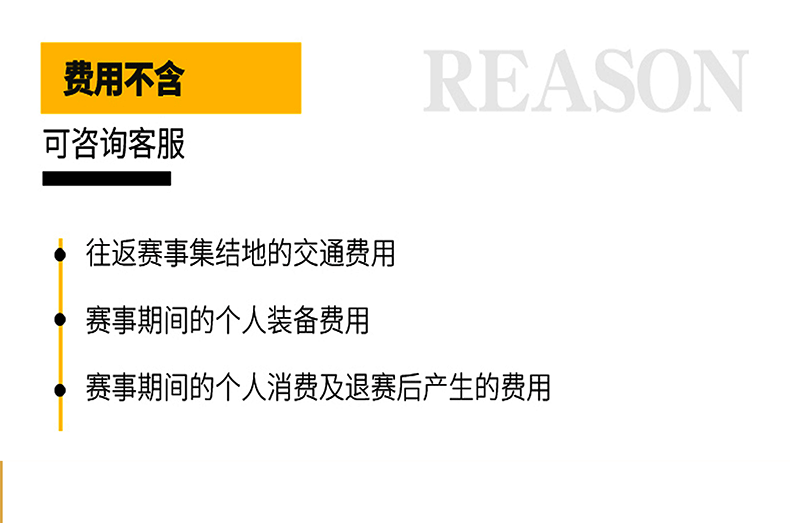 费用不含
REASON
可咨询客服
往返赛事集结地的交通费用
赛事期间的个人装备费用
赛事期间的个人消费及退赛后产生的费用